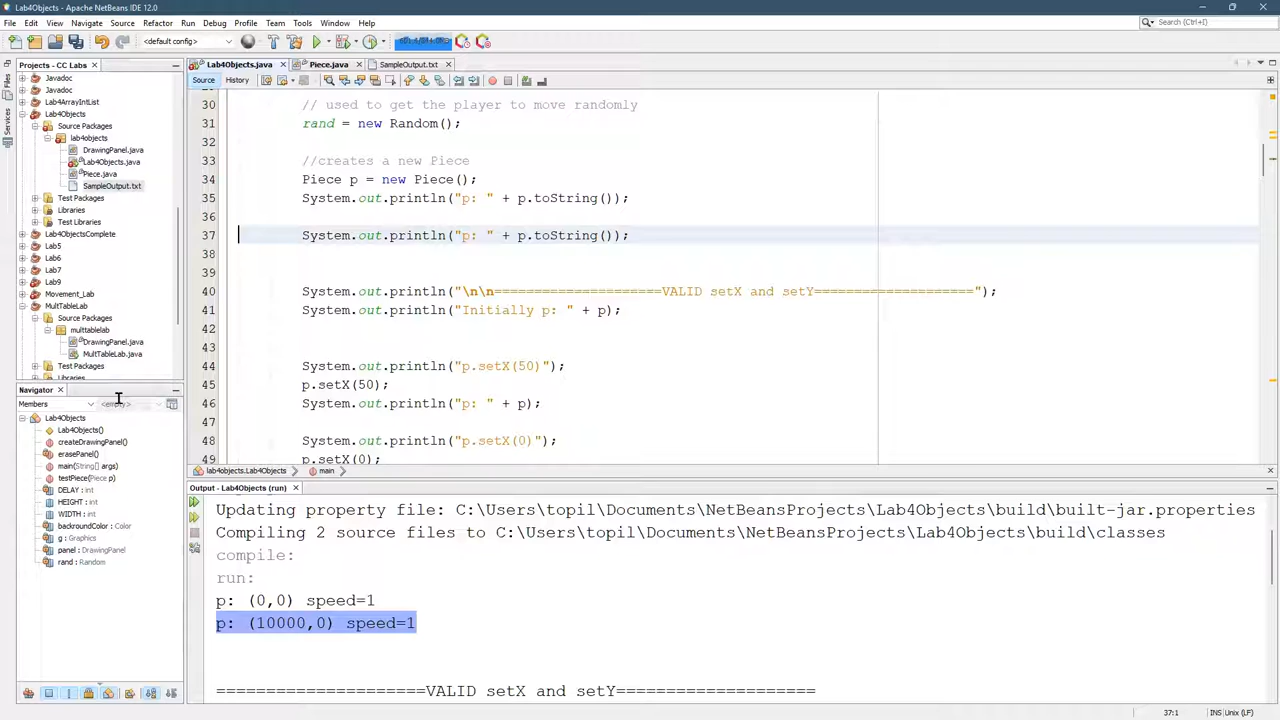 Lab4Objects - Apache NetBeans IDE 12.0
File Edit View Navigate Source Refactor Run Debug Profile Team Tools Window Help
Search (Ctrl+I)
<default config>
Projects - CC Labs
Lab4Objects.java Piece.java SampleOutput.txt
Source History
Files
Services
Javadoc
Javadoc
Lab4ArrayIntList
Lab4Objects
Source Packages
lab4objects
DrawingPanel.java
Lab4Objects.java
Piece.java
SampleOutput.txt
Test Packages
Libraries
Test Libraries
Lab4ObjectsComplete
Lab5
Lab6
Lab7
Lab9
Movement_Lab
MultTableLab
Source Packages
multtablelab
DrawingPanel.java
MultTableLab.java
Test Packages
Libraries
30 // used to get the player to move randomly
31 rand = new Random();
32
33 //creates a new Piece
34 Piece p = new Piece();
35 System.out.println("p: " + p.toString());
36
37 System.out.println("p: " + p.toString());
38
39
40 System.out.println("\n\n=====================VALID setX and setY====================");
41 System.out.println("Initially p: " + p);
42
43
44 System.out.println("p.setX(50)");
45 p.setX(50);
46 System.out.println("p: " + p);
47
48 System.out.println("p.setX(0)");
49 p.setX(0);
lab4objects.Lab4Objects main
Navigator
Members <empty>
Lab4Objects
Lab4Objects()
createDrawingPanel()
erasePanel()
main(String[] args)
testPiece(Piece p)
DELAY : int
HEIGHT : int
WIDTH : int
backroundColor : Color
g : Graphics
panel : DrawingPanel
rand : Random
Output - Lab4Objects (run)
Updating property file: C:\Users\topil\Documents\NetBeansProjects\Lab4Objects\build\built-jar.properties
Compiling 2 source files to C:\Users\topil\Documents\NetBeansProjects\Lab4Objects\build\classes
compile:
run:
p: (0,0) speed=1
p: (10000,0) speed=1
=====================VALID setX and setY====================
37:1 INS Unix (LF)